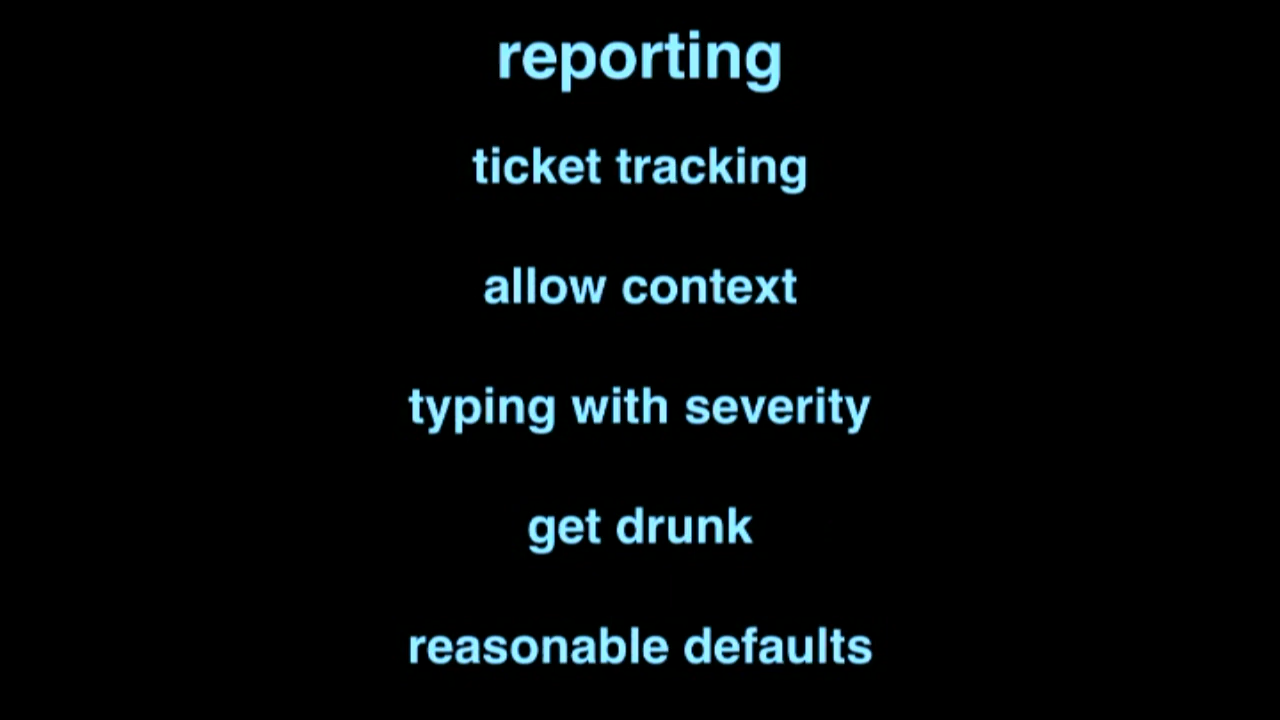 reporting
ticket tracking
allow context
typing with severity
get drunk
reasonable defaults